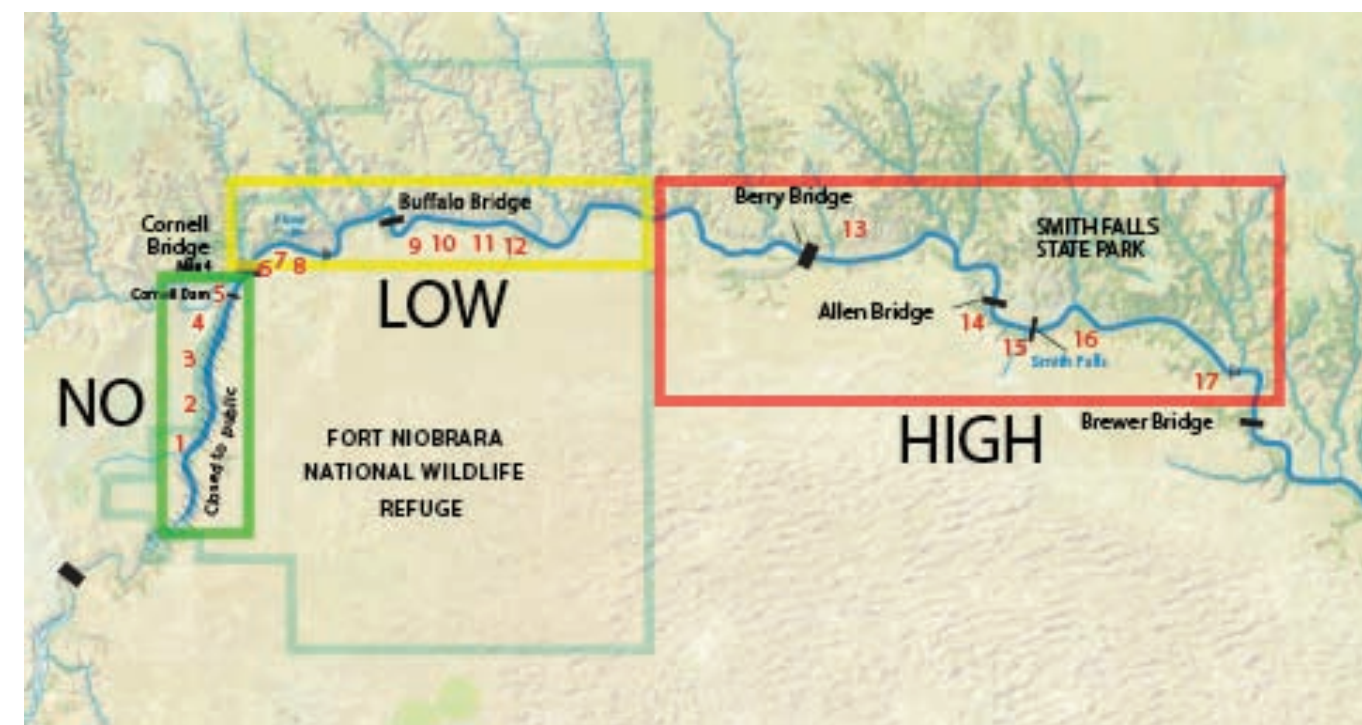 Berry Bridge
Buffalo Bridge
Cornell
Bridge
13
SMITH FALLS
STATE PARK
9 10 11 12
6 7 8
Cornell Dam 5
LOW
Allen Bridge
4
14
15
16
Smith Falls
3
NO
2
17
Closed to public
1
HIGH
Brewer Bridge
FORT NIOBRARA
NATIONAL WILDLIFE
REFUGE